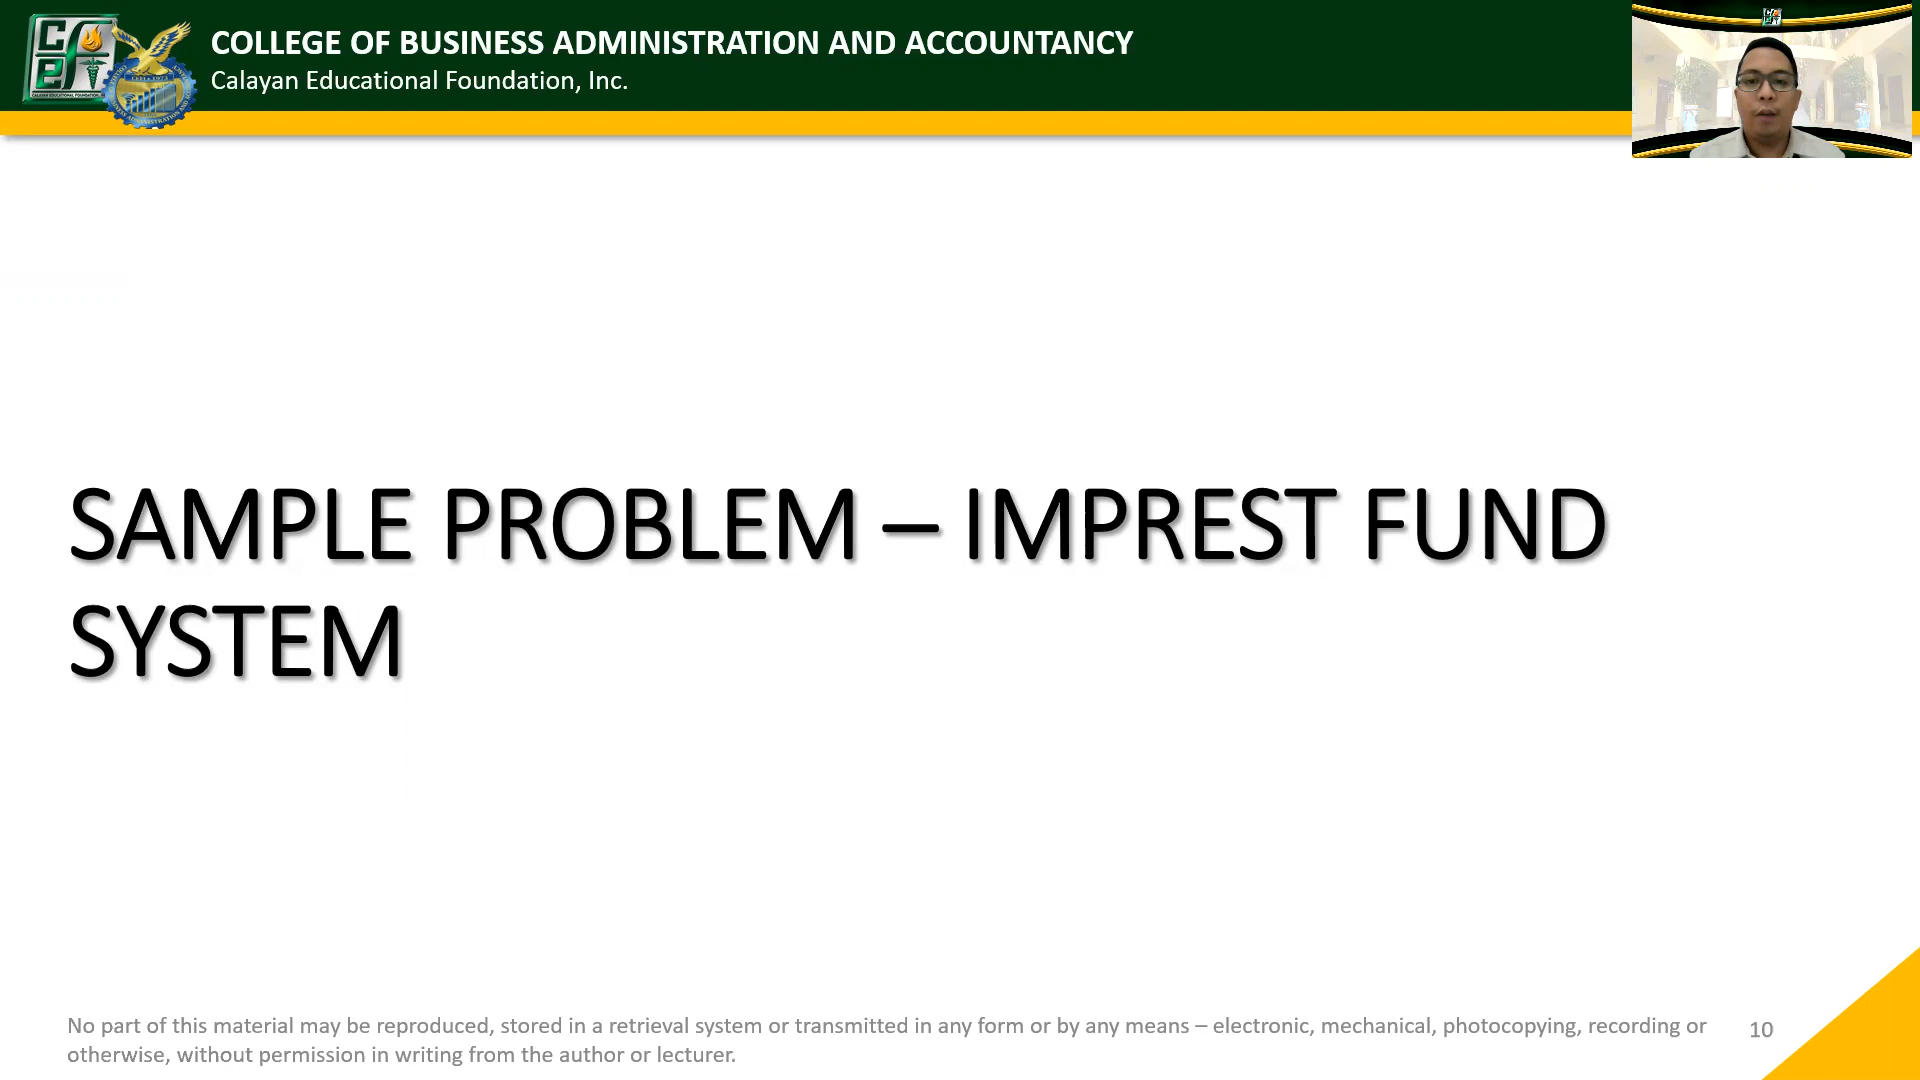 COLLEGE OF BUSINESS ADMINISTRATION AND ACCOUNTANCY
Calayan Educational Foundation, Inc.
SAMPLE PROBLEM – IMPREST FUND
SYSTEM
No part of this material may be reproduced, stored in a retrieval system or transmitted in any form or by any means – electronic, mechanical, photocopying, recording or
otherwise, without permission in writing from the author or lecturer.
10